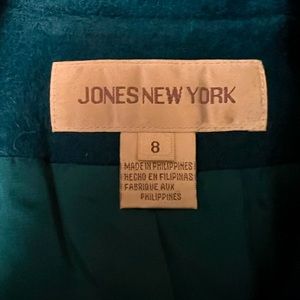 JONES NEW YORK
8
MADE IN PHILIPPINES
HECHO EN FILIPINAS
FABRIQUE AUX
PHILIPPINES